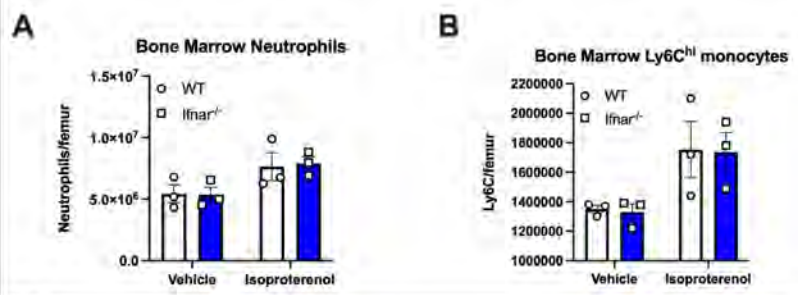 A
Bone Marrow Neutrophils
Neutrophils/femur
1.5×10⁷
1.0×10⁷
5.0×10⁶
0.0
WT
Ifnar-/-
Vehicle
Isoproterenol
B
Bone Marrow Ly6Chi monocytes
Ly6C/femur
2200000
2000000
1800000
1600000
1400000
1200000
1000000
WT
Ifnar-/-
Vehicle
Isoproterenol